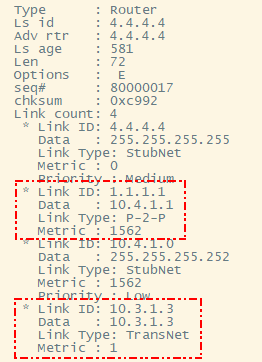 Type : Router
Ls id : 4.4.4.4
Adv rtr : 4.4.4.4
Ls age : 581
Len : 72
Options : E
seq# : 80000017
chksum : 0xc992
Link count: 4
* Link ID: 4.4.4.4
Data : 255.255.255.255
Link Type: StubNet
Metric : 0
Priority : Medium
* Link ID: 1.1.1.1
Data : 10.4.1.1
Link Type: P-2-P
Metric : 1562
* Link ID: 10.4.1.0
Data : 255.255.255.252
Link Type: StubNet
Metric : 1562
Priority : Low
* Link ID: 10.3.1.3
Data : 10.3.1.3
Link Type: TransNet
Metric : 1